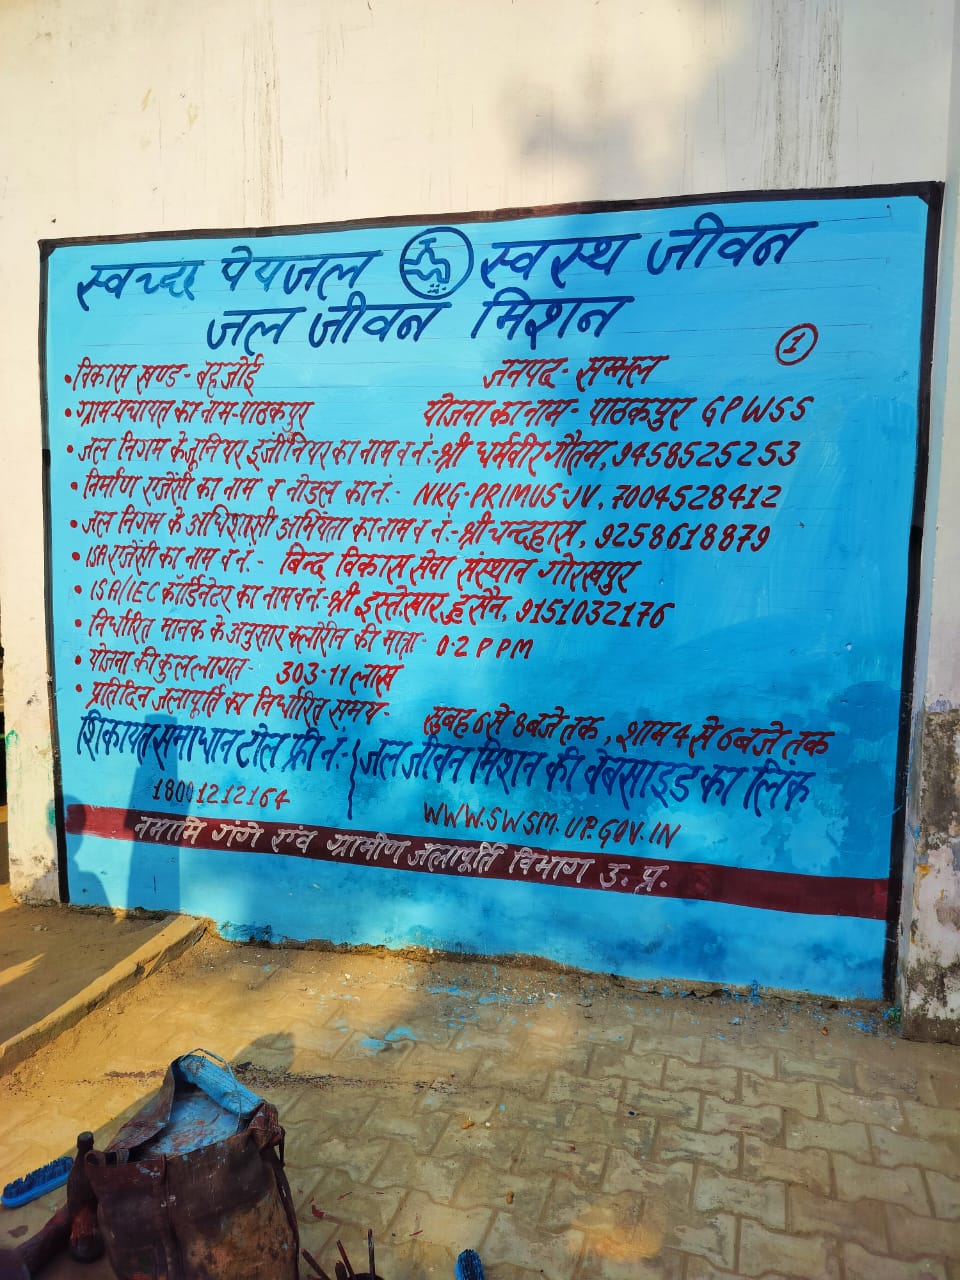 स्वच्छ पेयजल स्वस्थ जीवन
जल जीवन मिशन
1
•विकास खण्ड- बहजोई जनपद- सम्भल
•ग्राम पंचायत का नाम-पाठकपुर योजना का नाम- पाठकपुर GPWSS
•जल निगम के जूनियर इंजीनियर का नाम व नं:-श्री धर्मवीर गौतम, 9458525253
•निर्माण एजेंसी का नाम व नोडल का नं:- NKG-PRIMUS-JV, 7004528412
•जल निगम के अधिशासी अभियंता का नाम व नं:-श्री चन्द्रहास, 9258618879
•ISA एजेंसी का नाम व नं:- बिन्द विकास सेवा संस्थान गोरखपुर
•ISA/IEC कॉर्डिनेटर का नाम व नं:-श्री इस्तेखार हुसैन, 9151032176
•निर्धारित मानक के अनुसार क्लोरीन की मात्रा- 0.2 PPM
•योजना की कुल लागत- 303.11 लाख
•प्रतिदिन जलापूर्ति का निर्धारित समय- सुबह 6 से 8 बजे तक, शाम 4 से 6 बजे तक
शिकायत समाधान टोल फ्री नं:- जल जीवन मिशन की वेबसाइड का लिंक
18001212164 WWW.SWSM.UP.GOV.IN
नमामि गंगे एंव ग्रामीण जलापूर्ति विभाग उ. प्र.